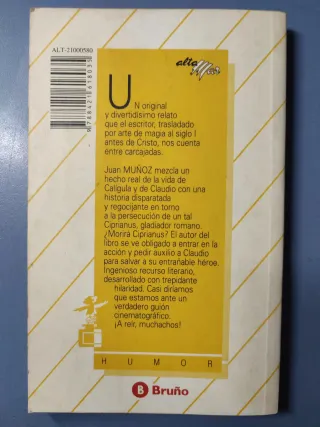 ALT-21000580
9788421618035
alta
mar
UN original
y divertidísimo relato
que el escritor, trasladado
por arte de magia al siglo I
antes de Cristo, nos cuenta
entre carcajadas.
Juan MUÑOZ mezcla un
hecho real de la vida de
Calígula y de Claudio con una
historia disparatada
y regocijante en torno
a la persecución de un tal
Ciprianus, gladiador romano.
¿Morirá Ciprianus? El autor del
libro se ve obligado a entrar en la
acción y pedir auxilio a Claudio
para salvar a su entrañable héroe.
Ingenioso recurso literario,
desarrollado con trepidante
hilaridad. Casi diríamos
que estamos ante un
verdadero guión
cinematográfico.
¡A reír, muchachos!
HUMOR
B Bruño